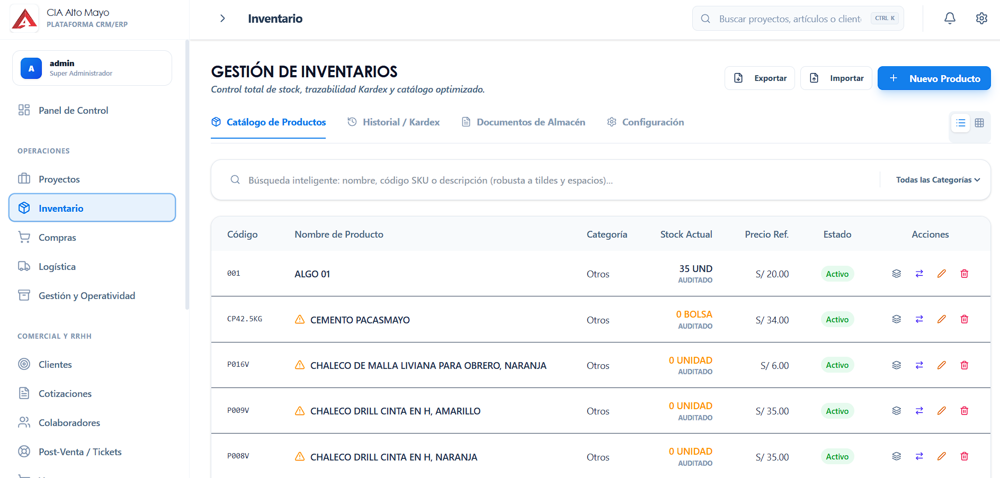 CIA Alto Mayo
PLATAFORMA CRM/ERP
Inventario
Buscar proyectos, artículos o client
CTRL K
A
admin
Super Administrador
Panel de Control
OPERACIONES
Proyectos
Inventario
Compras
Logística
Gestión y Operatividad
COMERCIAL Y RRHH
Clientes
Cotizaciones
Colaboradores
Post-Venta / Tickets
GESTIÓN DE INVENTARIOS
Control total de stock, trazabilidad Kardex y catálogo optimizado.
Exportar
Importar
Nuevo Producto
Catálogo de Productos
Historial / Kardex
Documentos de Almacén
Configuración
Búsqueda inteligente: nombre, código SKU o descripción (robusta a tildes y espacios)...
Todas las Categorías
Código Nombre de Producto Categoría Stock Actual Precio Ref. Estado Acciones
001 ALGO 01 Otros 35 UND S/ 20.00 Activo
AUDITADO
CP42.5KG CEMENTO PACASMAYO Otros 0 BOLSA S/ 34.00 Activo
AUDITADO
P016V CHALECO DE MALLA LIVIANA PARA OBRERO, NARANJA Otros 0 UNIDAD S/ 6.00 Activo
AUDITADO
P009V CHALECO DRILL CINTA EN H, AMARILLO Otros 0 UNIDAD S/ 35.00 Activo
AUDITADO
P008V CHALECO DRILL CINTA EN H, NARANJA Otros 0 UNIDAD S/ 35.00 Activo
AUDITADO